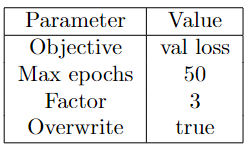 Parameter Value
Objective val loss
Max epochs 50
Factor 3
Overwrite true